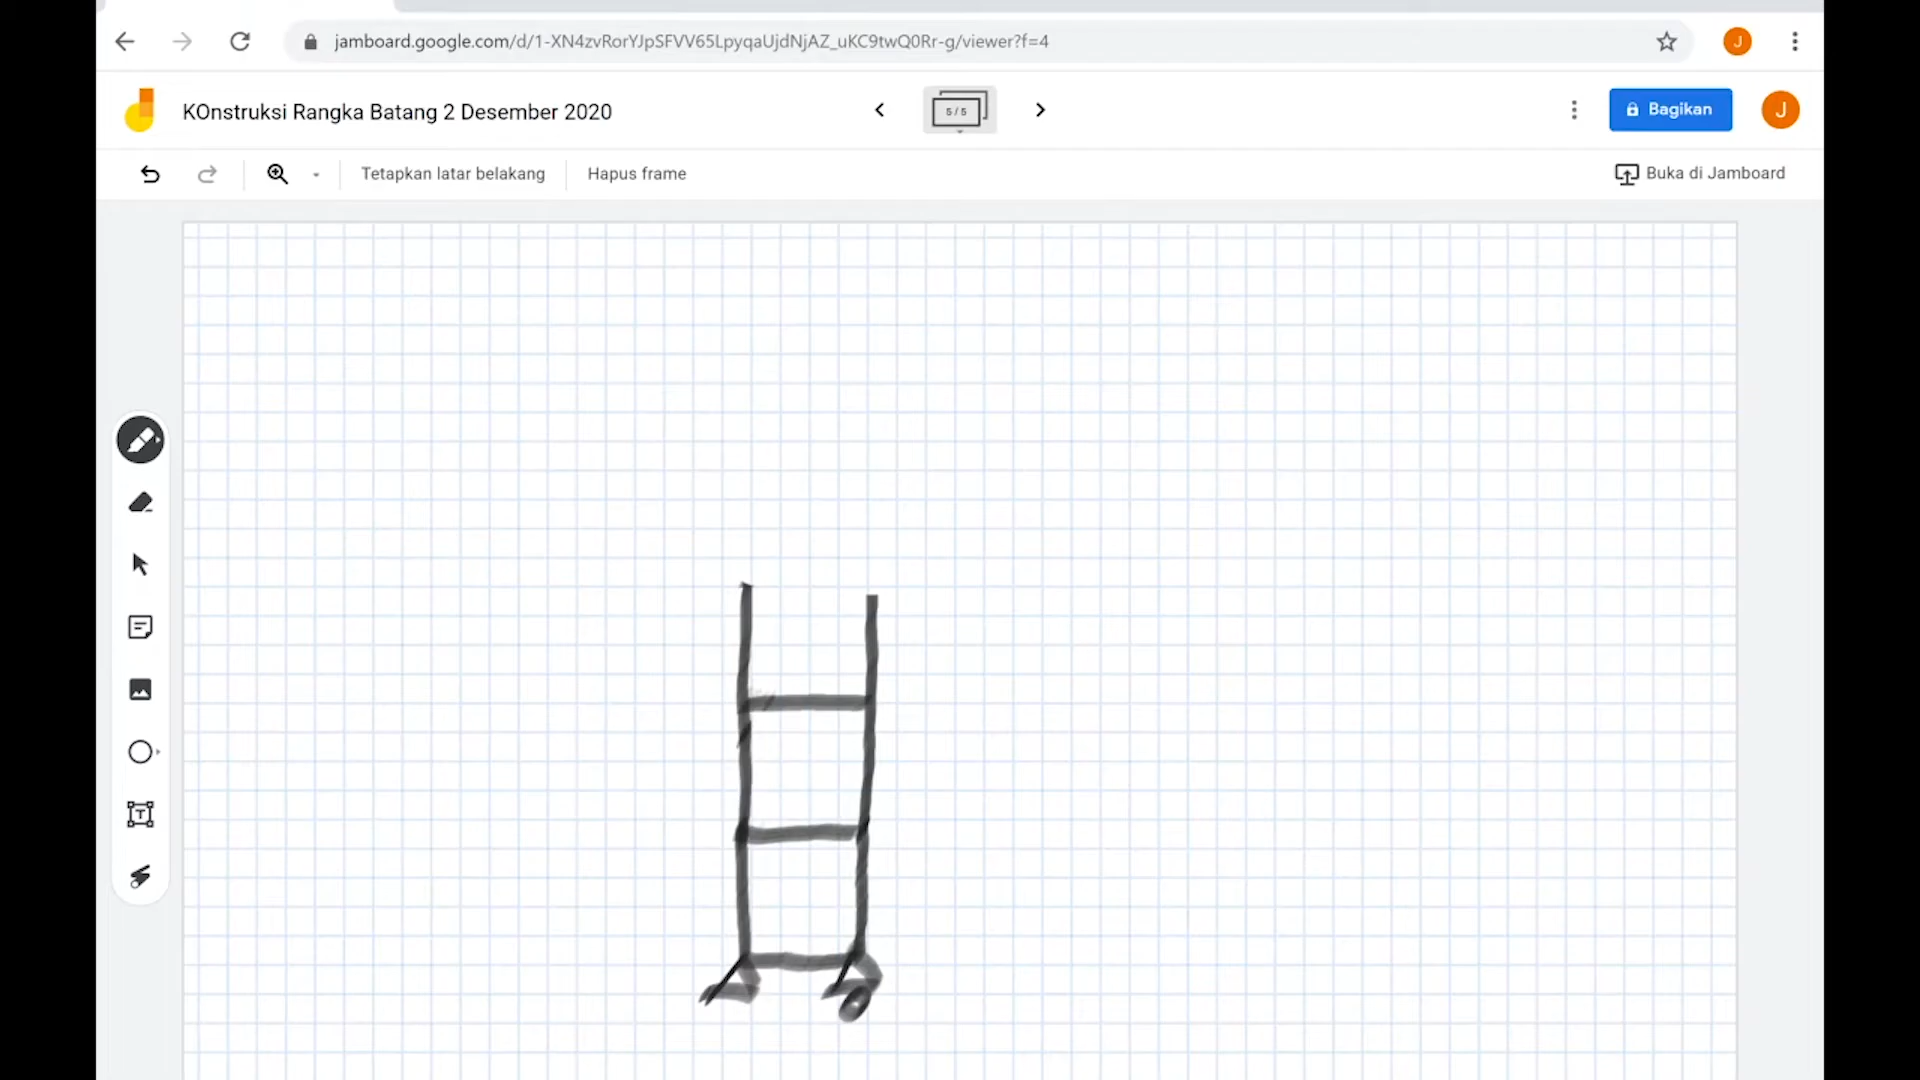 jamboard.google.com/d/1-XN4zvRorYJpSFVV65LpyqaUjdNjAZ_uKC9twQ0Rr-g/viewer?f=4
J
KOnstruksi Rangka Batang 2 Desember 2020
5 / 5
Bagikan
J
Tetapkan latar belakang
Hapus frame
Buka di Jamboard
T